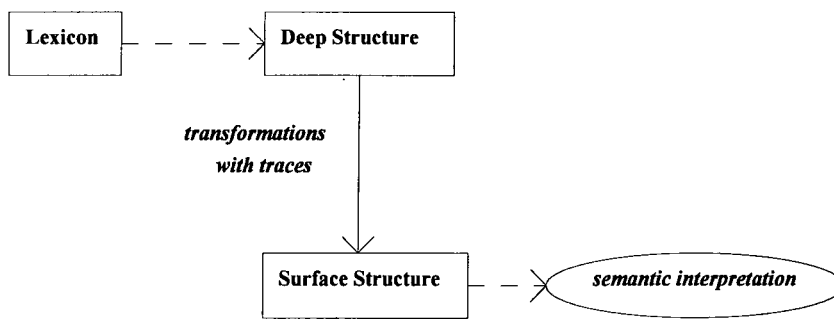 Lexicon
Deep Structure
transformations
with traces
Surface Structure
semantic interpretation